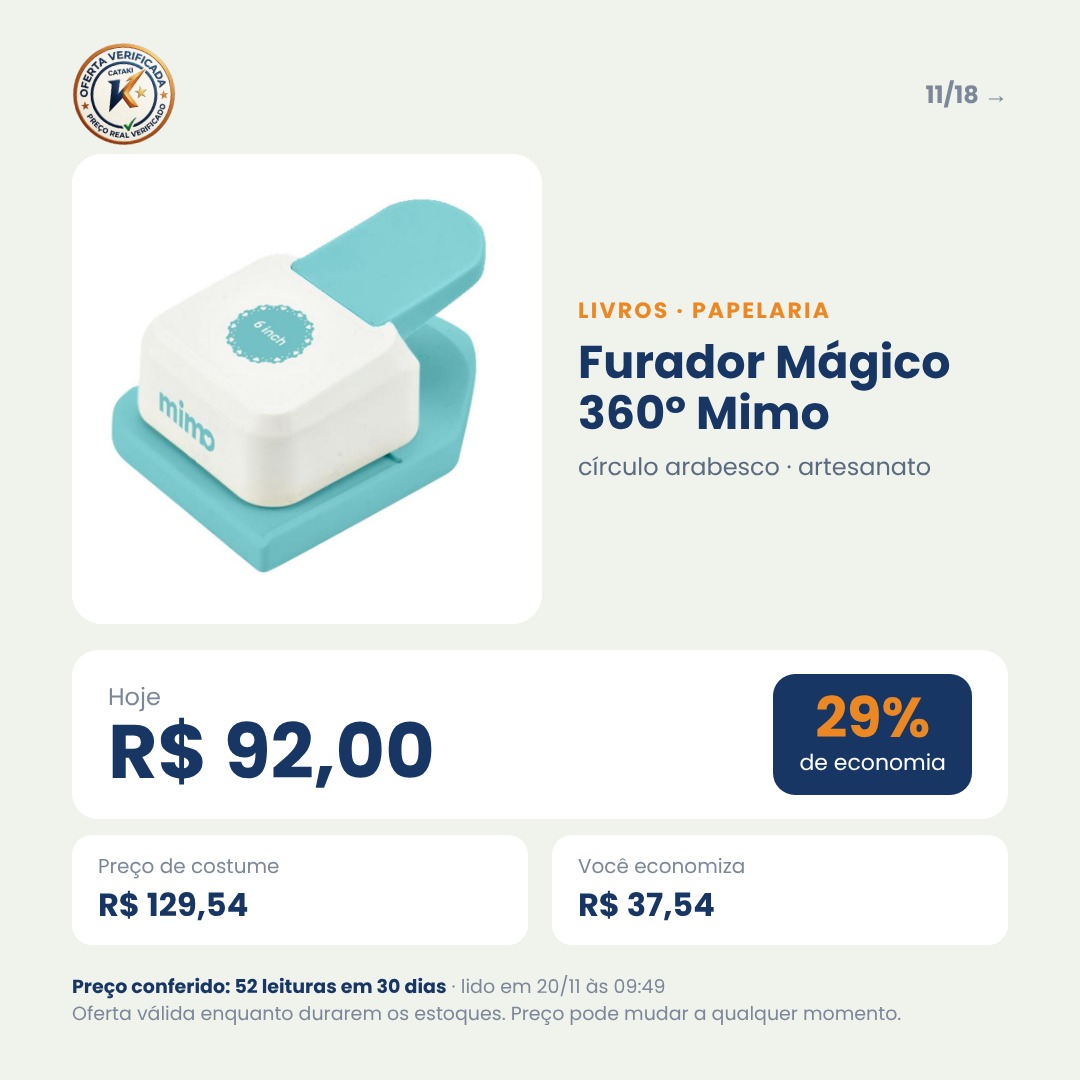 OFERTA VERIFICADA
CATAKI
K
PREÇO REAL VERIFICADO
11/18 →
6 inch
mimo
LIVROS · PAPELARIA
Furador Mágico
360° Mimo
círculo arabesco · artesanato
Hoje
R$ 92,00
29%
de economia
Preço de costume
R$ 129,54
Você economiza
R$ 37,54
Preço conferido: 52 leituras em 30 dias · lido em 20/11 às 09:49
Oferta válida enquanto durarem os estoques. Preço pode mudar a qualquer momento.